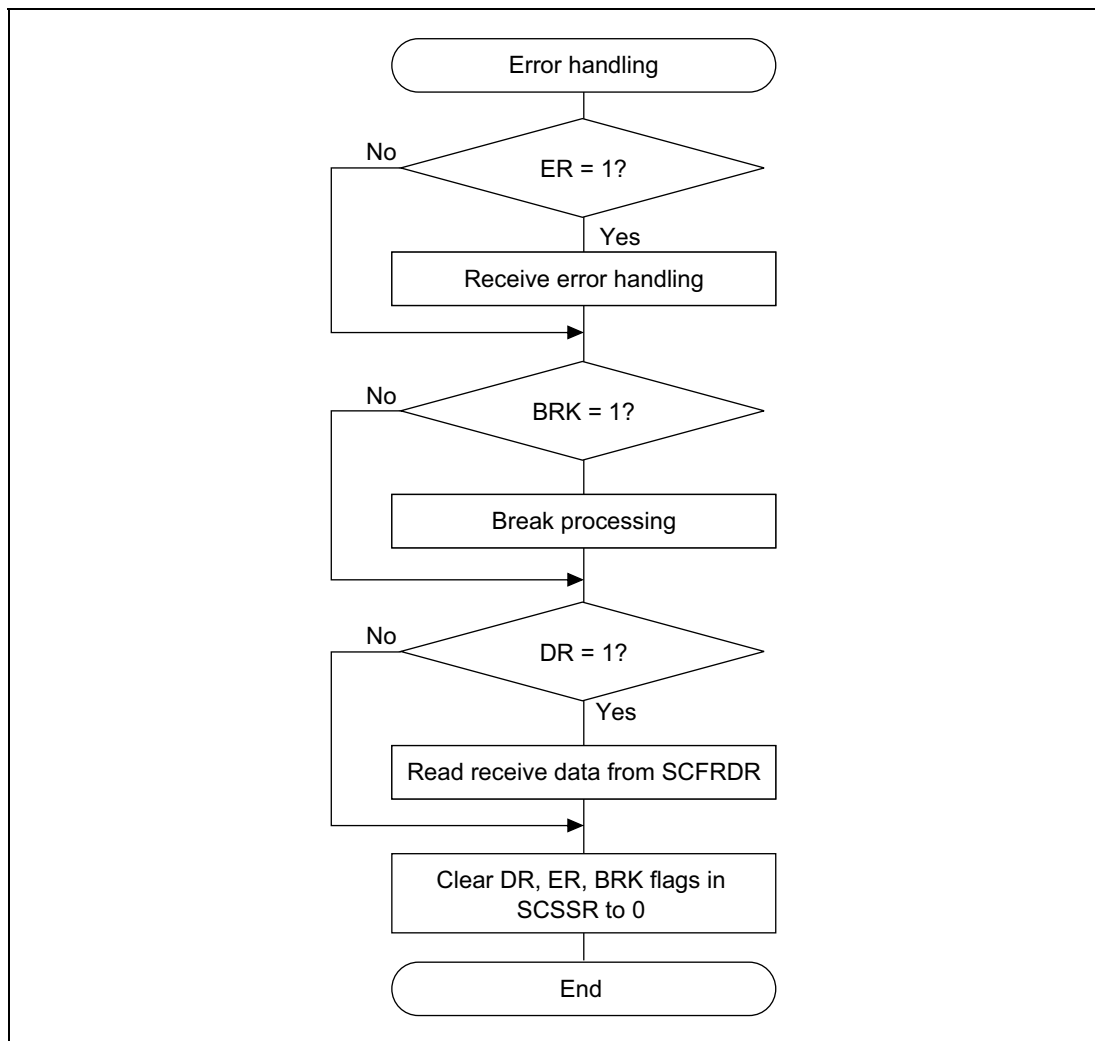 Error handling
No
ER = 1?
Yes
Receive error handling
No
BRK = 1?
Break processing
No
DR = 1?
Yes
Read receive data from SCFRDR
Clear DR, ER, BRK flags in
SCSSR to 0
End